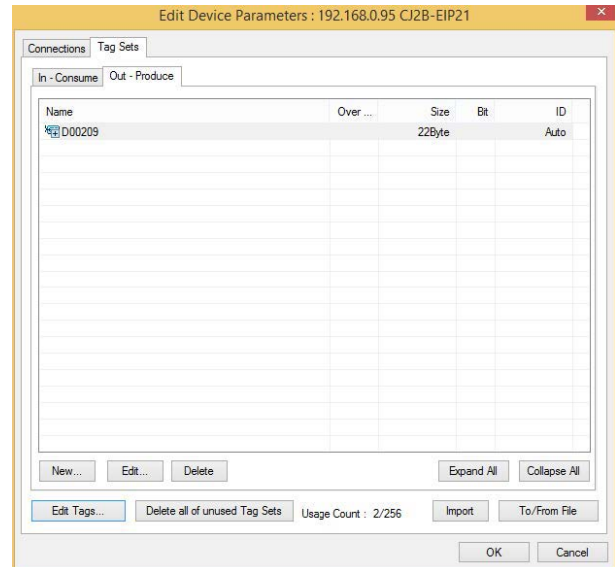 Edit Device Parameters : 192.168.0.95 CJ2B-EIP21
Connections Tag Sets
In - Consume Out - Produce
Name Over ... Size Bit ID
D00209 22Byte Auto
New... Edit... Delete Expand All Collapse All
Edit Tags... Delete all of unused Tag Sets Usage Count : 2/256 Import To/From File
OK Cancel